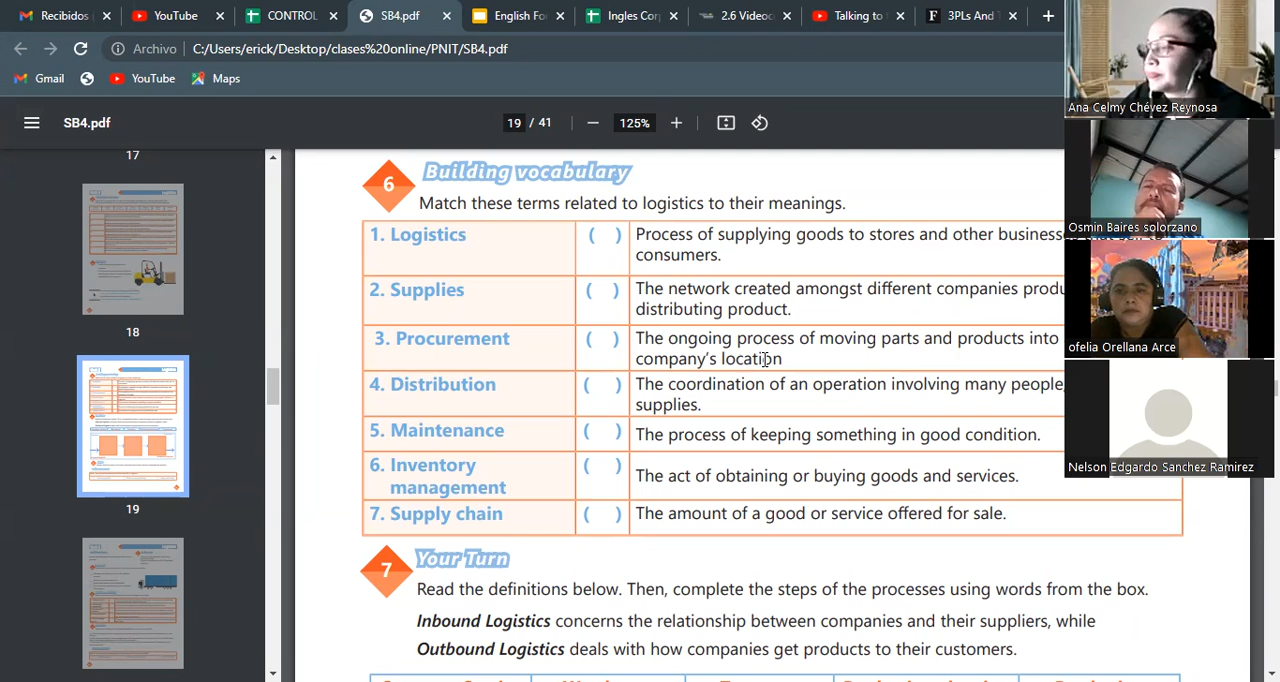 Recibidos
YouTube
CONTROL
SB4.pdf
English Fo
Ingles Cor
2.6 Videoc
Talking to
3PLs And T
Archivo C:/Users/erick/Desktop/clases%20online/PNIT/SB4.pdf
Gmail YouTube Maps
SB4.pdf 19 / 41 125%
17
18
19
6 Building vocabulary
Match these terms related to logistics to their meanings.
1. Logistics ( ) Process of supplying goods to stores and other businesses
consumers.
2. Supplies ( ) The network created amongst different companies produ
distributing product.
3. Procurement ( ) The ongoing process of moving parts and products into
company's location
4. Distribution ( ) The coordination of an operation involving many people,
supplies.
5. Maintenance ( ) The process of keeping something in good condition.
6. Inventory
management ( ) The act of obtaining or buying goods and services.
7. Supply chain ( ) The amount of a good or service offered for sale.
7 Your Turn
Read the definitions below. Then, complete the steps of the processes using words from the box.
Inbound Logistics concerns the relationship between companies and their suppliers, while
Outbound Logistics deals with how companies get products to their customers.
Ana Celmy Chévez Reynosa
Osmin Baires solorzano
ofelia Orellana Arce
Nelson Edgardo Sanchez Ramirez